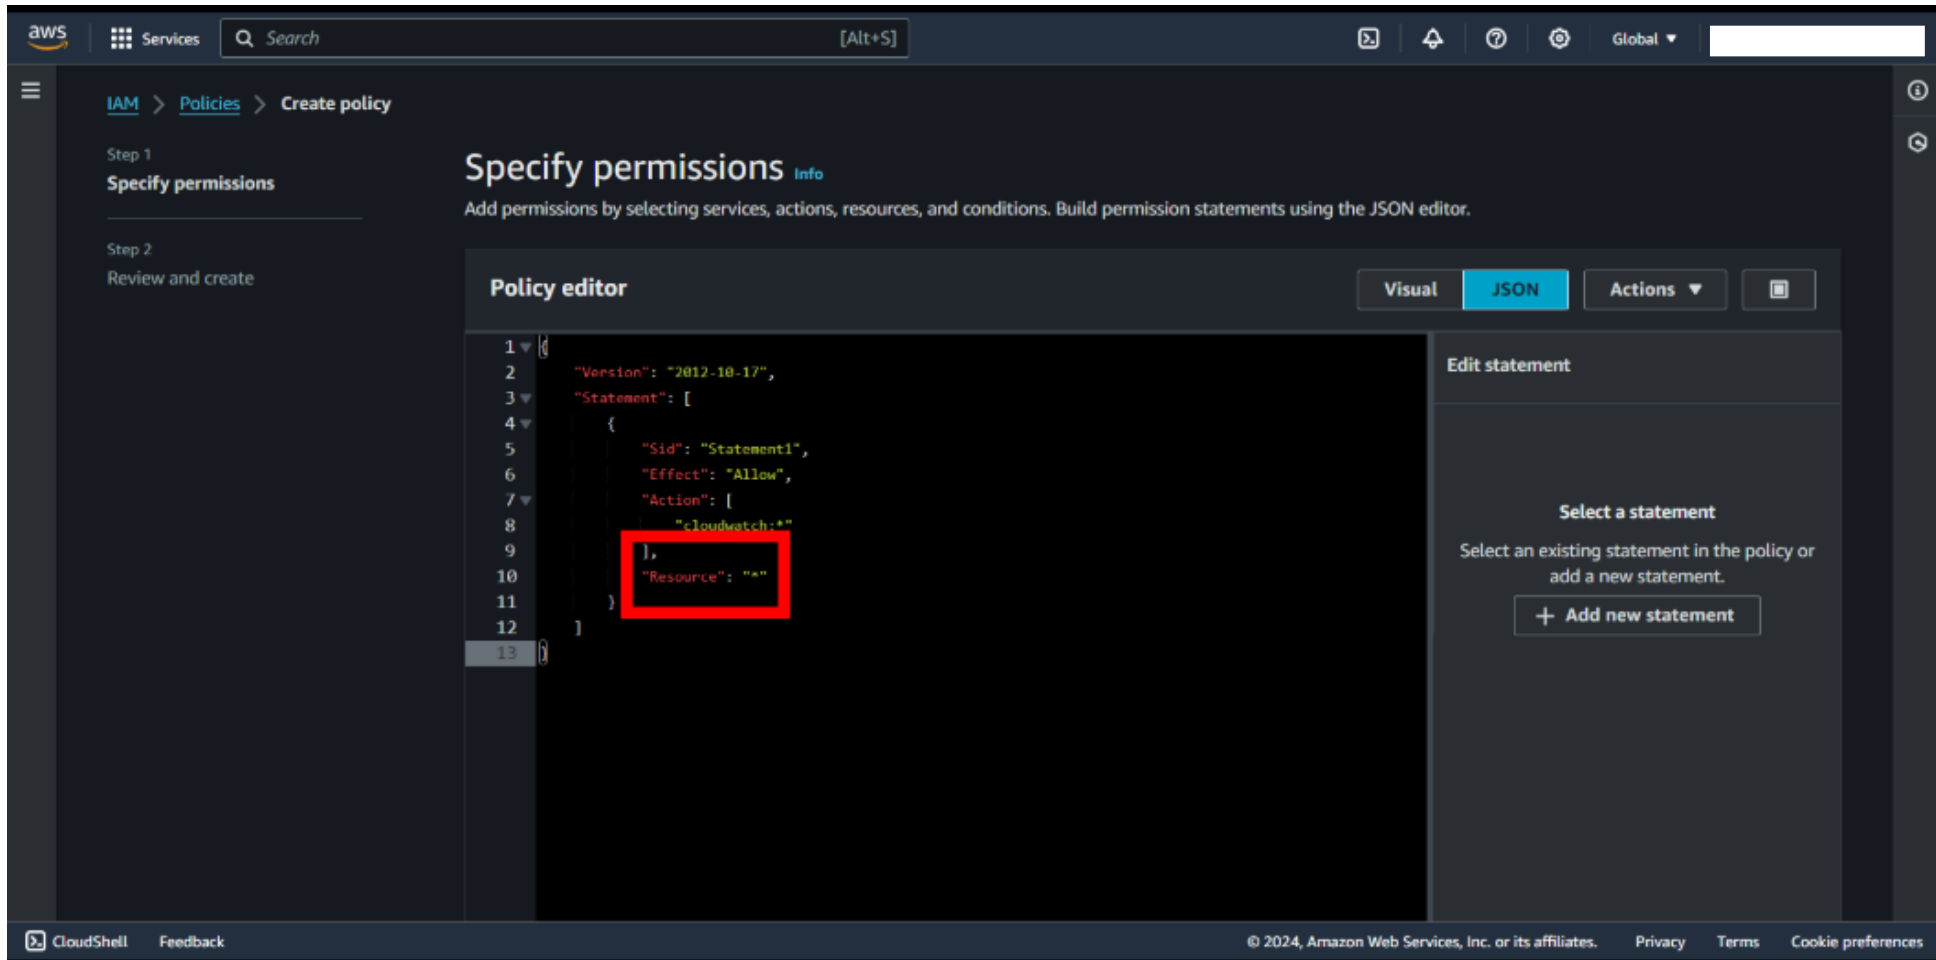 aws
Services
Search
[Alt+S]
Global
IAM > Policies > Create policy
Step 1
Specify permissions
Step 2
Review and create
Specify permissions Info
Add permissions by selecting services, actions, resources, and conditions. Build permission statements using the JSON editor.
Policy editor
Visual
JSON
Actions
1 {
2 "Version": "2012-10-17",
3 "Statement": [
4 {
5 "Sid": "Statement1",
6 "Effect": "Allow",
7 "Action": [
8 "cloudwatch:*"
9 ],
10 "Resource": "*"
11 }
12 ]
13 }
Edit statement
Select a statement
Select an existing statement in the policy or
add a new statement.
+ Add new statement
CloudShell
Feedback
© 2024, Amazon Web Services, Inc. or its affiliates.
Privacy
Terms
Cookie preferences